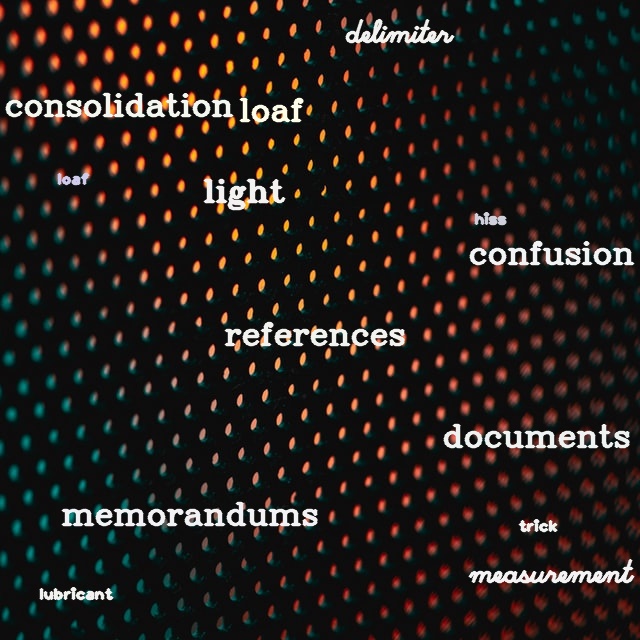 delimiter
consolidation loaf
loaf
light
hiss
confusion
references
documents
memorandums
trick
measurement
lubricant